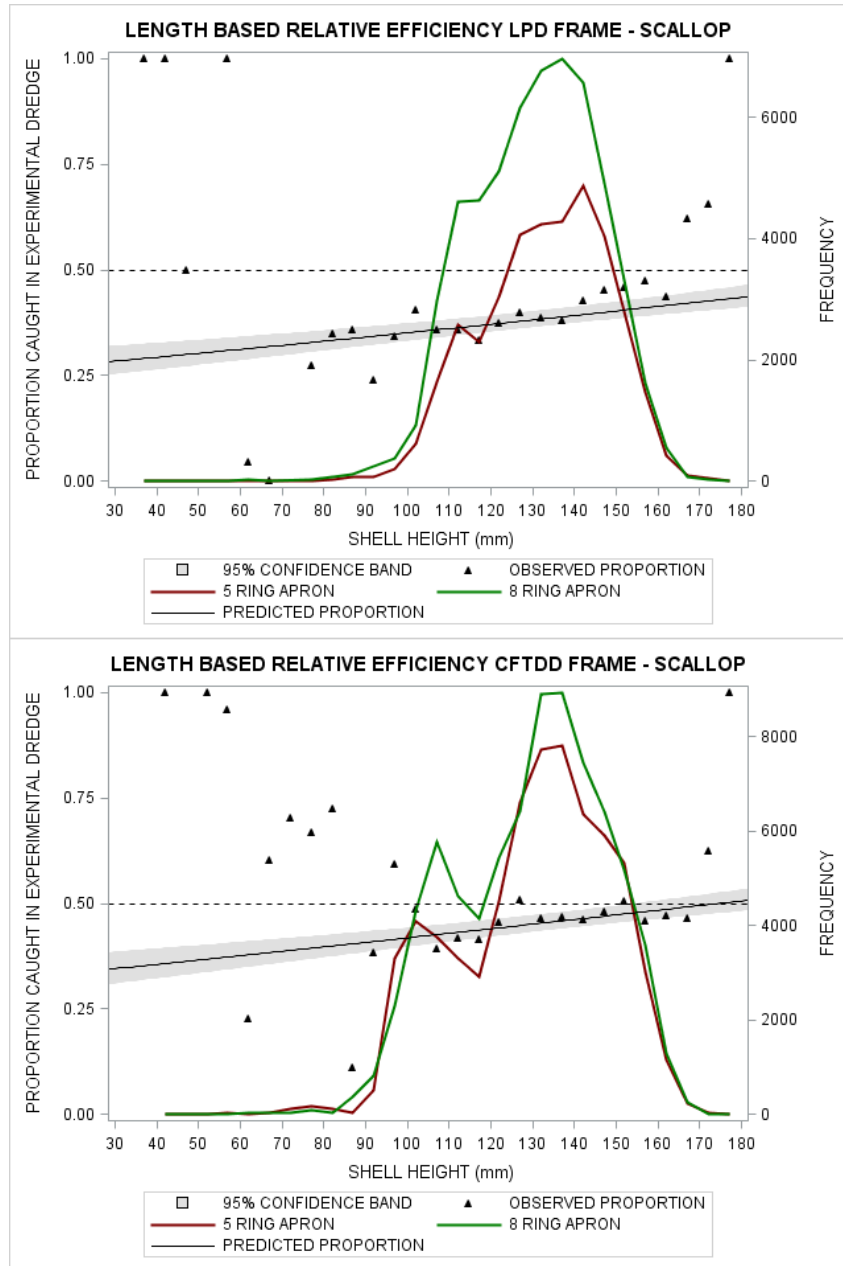 LENGTH BASED RELATIVE EFFICIENCY LPD FRAME - SCALLOP
PROPORTION CAUGHT IN EXPERIMENTAL DREDGE
1.00
0.75
0.50
0.25
0.00
6000
4000
2000
0
FREQUENCY
30 40 50 60 70 80 90 100 110 120 130 140 150 160 170 180
SHELL HEIGHT (mm)
95% CONFIDENCE BAND OBSERVED PROPORTION
5 RING APRON 8 RING APRON
PREDICTED PROPORTION
LENGTH BASED RELATIVE EFFICIENCY CFTDD FRAME - SCALLOP
PROPORTION CAUGHT IN EXPERIMENTAL DREDGE
1.00
0.75
0.50
0.25
0.00
8000
6000
4000
2000
0
FREQUENCY
30 40 50 60 70 80 90 100 110 120 130 140 150 160 170 180
SHELL HEIGHT (mm)
95% CONFIDENCE BAND OBSERVED PROPORTION
5 RING APRON 8 RING APRON
PREDICTED PROPORTION